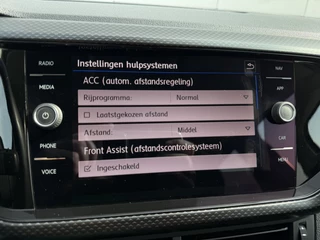 Instellingen hulpsystemen
RADIO
MEDIA
PHONE
VOICE
ACC (autom. afstandsregeling)
Rijprogramma: Normal
Laatstgekozen afstand
Afstand: Middel
Front Assist (afstandscontrolesysteem)
Ingeschakeld
NAV
APP
CAR
MENU